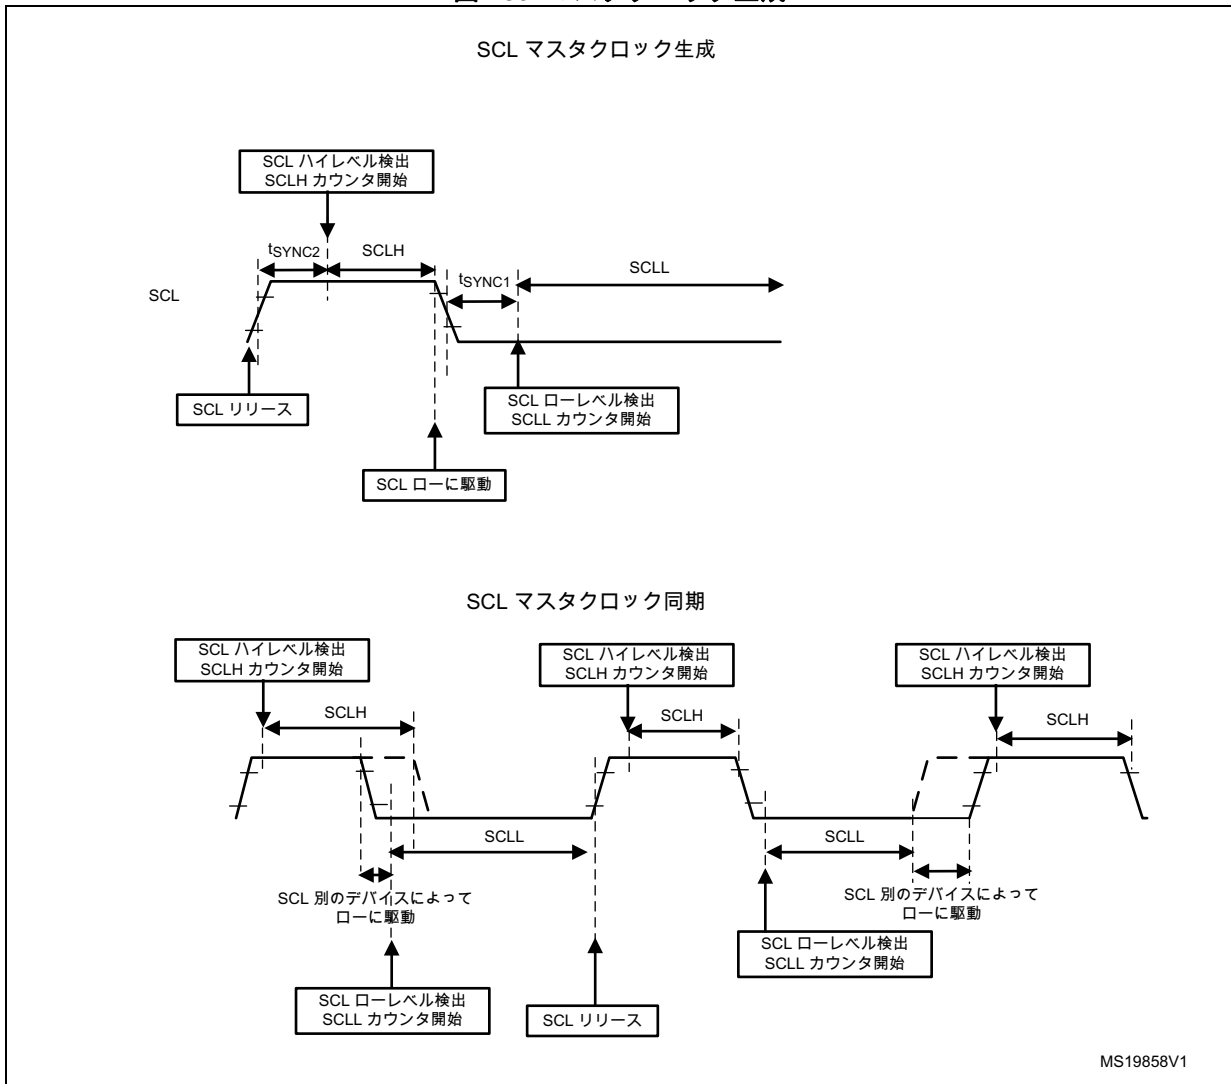 SCL マスタクロック生成
SCL ハイレベル検出
SCLH カウンタ開始
tSYNC2
SCLH
tSYNC1
SCLL
SCL
SCL リリース
SCL ローレベル検出
SCLL カウンタ開始
SCL ローに駆動
SCL マスタクロック同期
SCL ハイレベル検出
SCLH カウンタ開始
SCL ハイレベル検出
SCLH カウンタ開始
SCL ハイレベル検出
SCLH カウンタ開始
SCLH
SCLH
SCLH
SCLL
SCLL
SCL 別のデバイスによって
ローに駆動
SCL 別のデバイスによって
ローに駆動
SCL ローレベル検出
SCLL カウンタ開始
SCL ローレベル検出
SCLL カウンタ開始
SCL リリース
MS19858V1